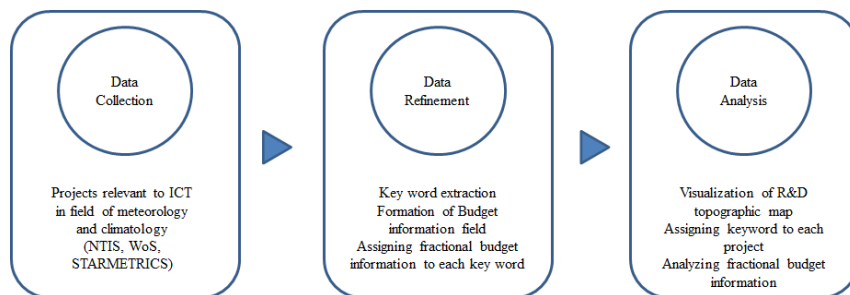 Data
Collection
Projects relevant to ICT
in field of meteorology
and climatology
(NTIS, WoS,
STARMETRICS)
Data
Refinement
Key word extraction
Formation of Budget
information field
Assigning fractional budget
information to each key word
Data
Analysis
Visualization of R&D
topographic map
Assigning keyword to each
project
Analyzing fractional budget
information